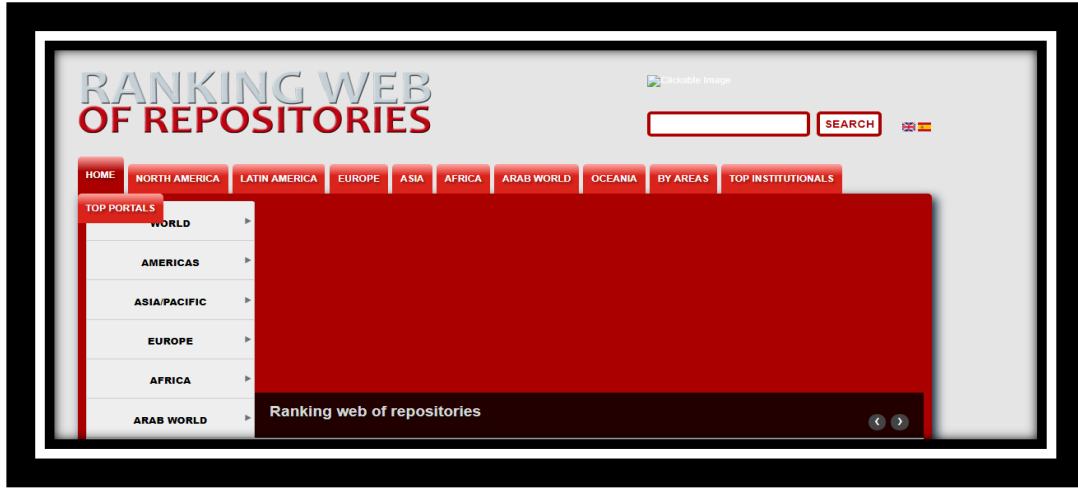 RANKING WEB
OF REPOSITORIES
Clickable Image
SEARCH
HOME NORTH AMERICA LATIN AMERICA EUROPE ASIA AFRICA ARAB WORLD OCEANIA BY AREAS TOP INSTITUTIONALS
TOP PORTALS
WORLD
AMERICAS
ASIA/PACIFIC
EUROPE
AFRICA
ARAB WORLD
Ranking web of repositories